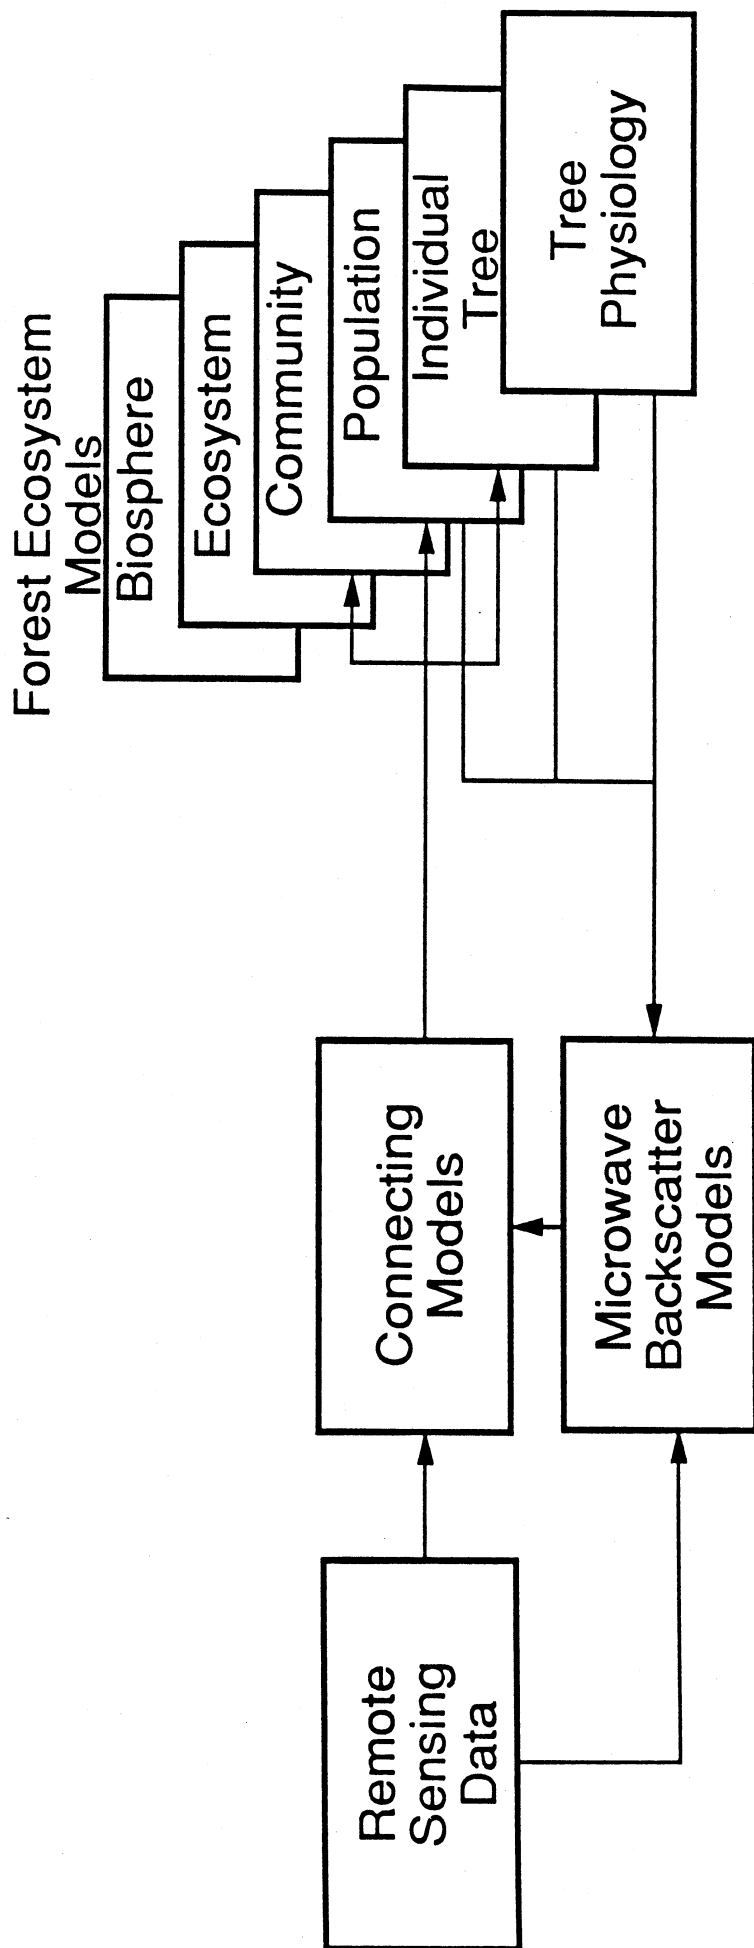 Forest Ecosystem
Models
Biosphere
Ecosystem
Community
Population
Individual
Tree
Tree
Physiology
Connecting
Models
Microwave
Backscatter
Models
Remote
Sensing
Data